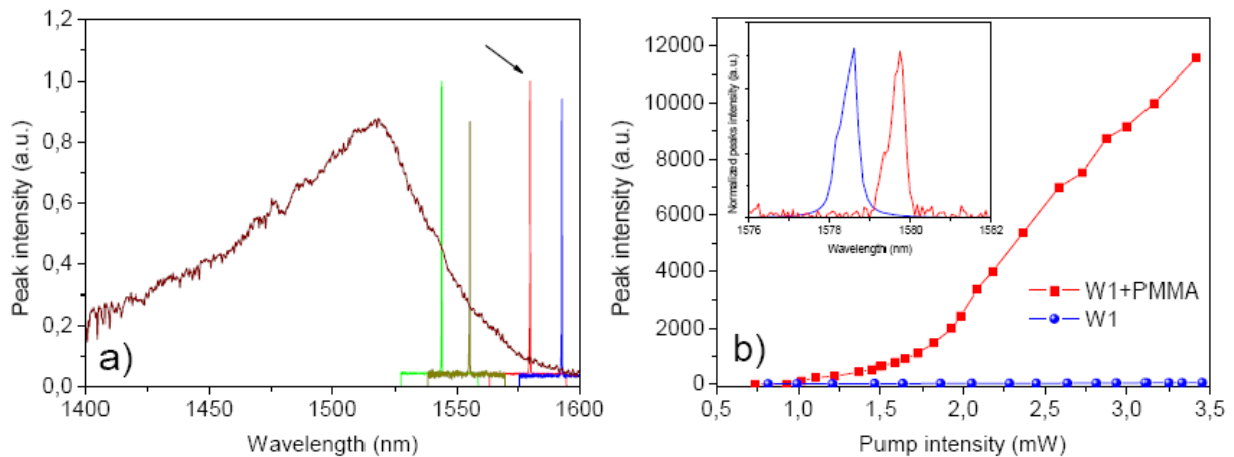 1,2
1,0
0,8
0,6
0,4
0,2
0,0
Peak intensity (a.u.)
a)
1400 1450 1500 1550 1600
Wavelength (nm)
12000
10000
8000
6000
4000
2000
0
Peak intensity (a.u.)
Normalized peaks intensity (a.u.)
1576 1578 1580 1582
Wavelength (nm)
W1+PMMA
W1
b)
0,5 1,0 1,5 2,0 2,5 3,0 3,5
Pump intensity (mW)